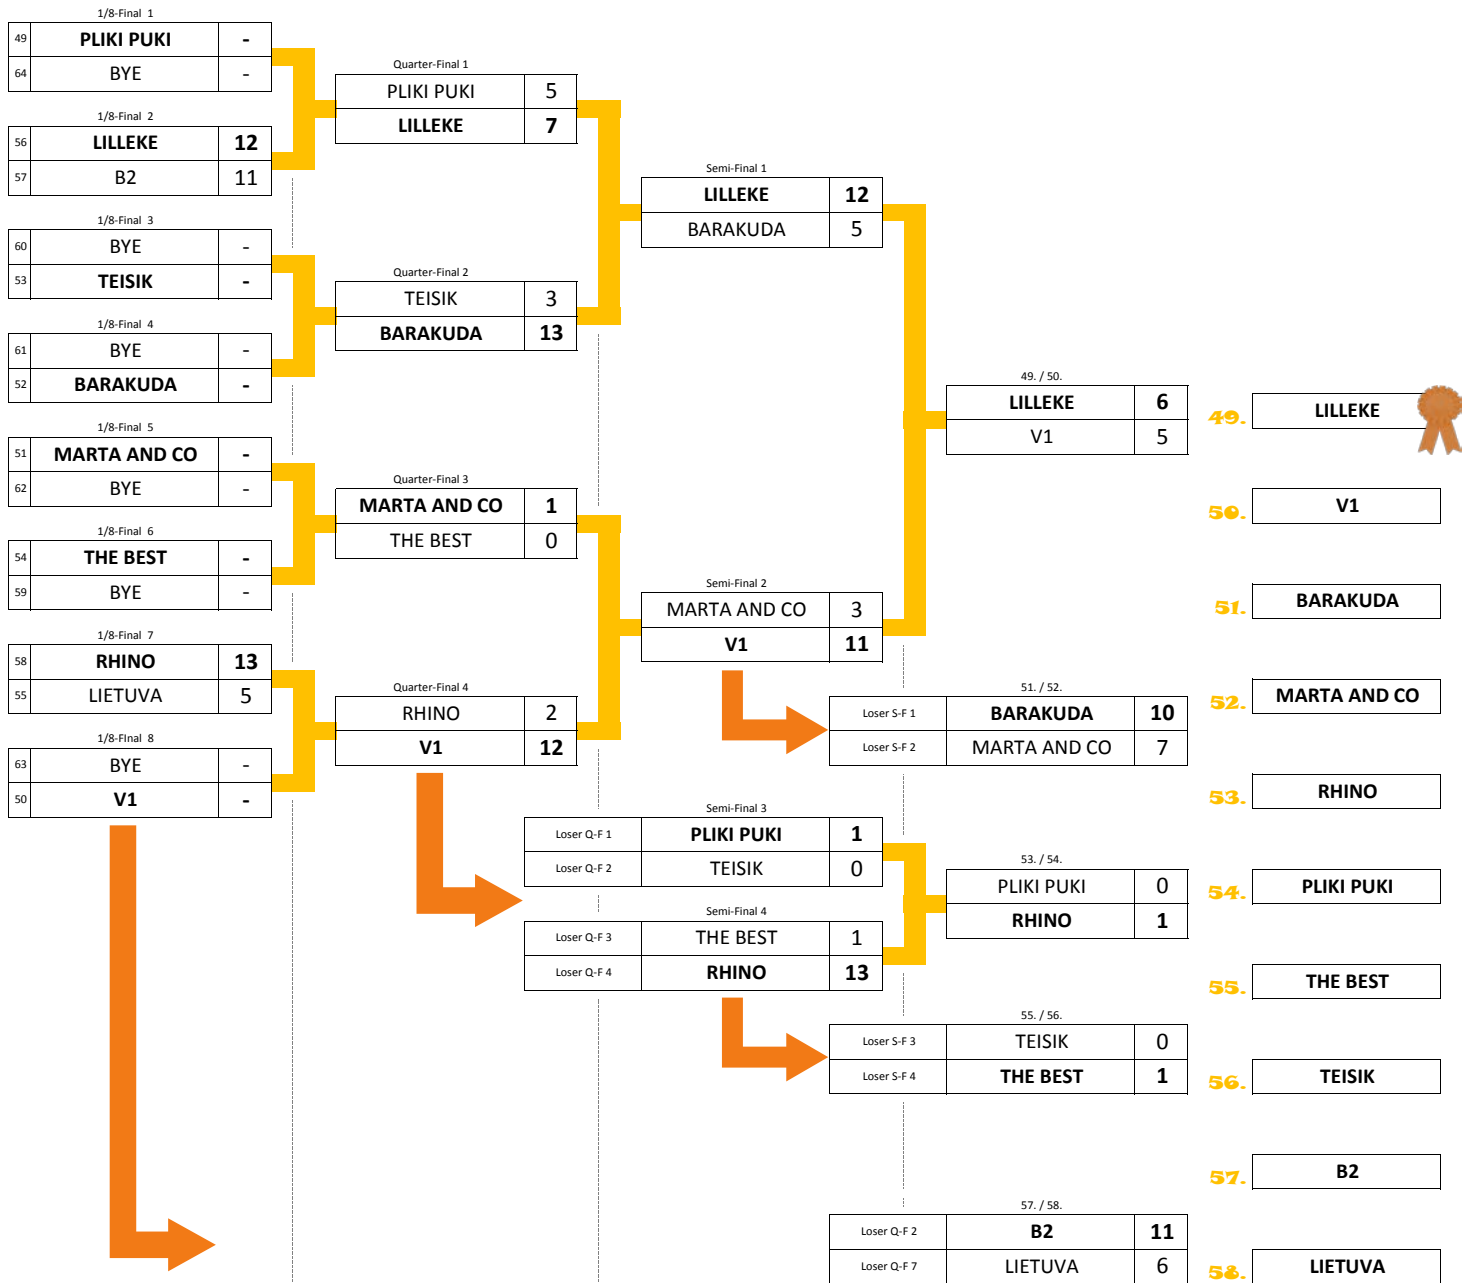 1/8-Final 1
49 PLIKI PUKI -
64 BYE -
1/8-Final 2
56 LILLEKE 12
57 B2 11
1/8-Final 3
60 BYE -
53 TEISIK -
1/8-Final 4
61 BYE -
52 BARAKUDA -
1/8-Final 5
51 MARTA AND CO -
62 BYE -
1/8-Final 6
54 THE BEST -
59 BYE -
1/8-Final 7
58 RHINO 13
55 LIETUVA 5
1/8-FInal 8
63 BYE -
50 V1 -
Quarter-Final 1
PLIKI PUKI 5
LILLEKE 7
Quarter-Final 2
TEISIK 3
BARAKUDA 13
Quarter-Final 3
MARTA AND CO 1
THE BEST 0
Quarter-Final 4
RHINO 2
V1 12
Semi-Final 1
LILLEKE 12
BARAKUDA 5
Semi-Final 2
MARTA AND CO 3
V1 11
Semi-Final 3
Loser Q-F 1 PLIKI PUKI 1
Loser Q-F 2 TEISIK 0
Semi-Final 4
Loser Q-F 3 THE BEST 1
Loser Q-F 4 RHINO 13
49. / 50.
LILLEKE 6
V1 5
51. / 52.
Loser S-F 1 BARAKUDA 10
Loser S-F 2 MARTA AND CO 7
53. / 54.
PLIKI PUKI 0
RHINO 1
55. / 56.
Loser S-F 3 TEISIK 0
Loser S-F 4 THE BEST 1
57. / 58.
Loser Q-F 2 B2 11
Loser Q-F 7 LIETUVA 6
49. LILLEKE
50. V1
51. BARAKUDA
52. MARTA AND CO
53. RHINO
54. PLIKI PUKI
55. THE BEST
56. TEISIK
57. B2
58. LIETUVA